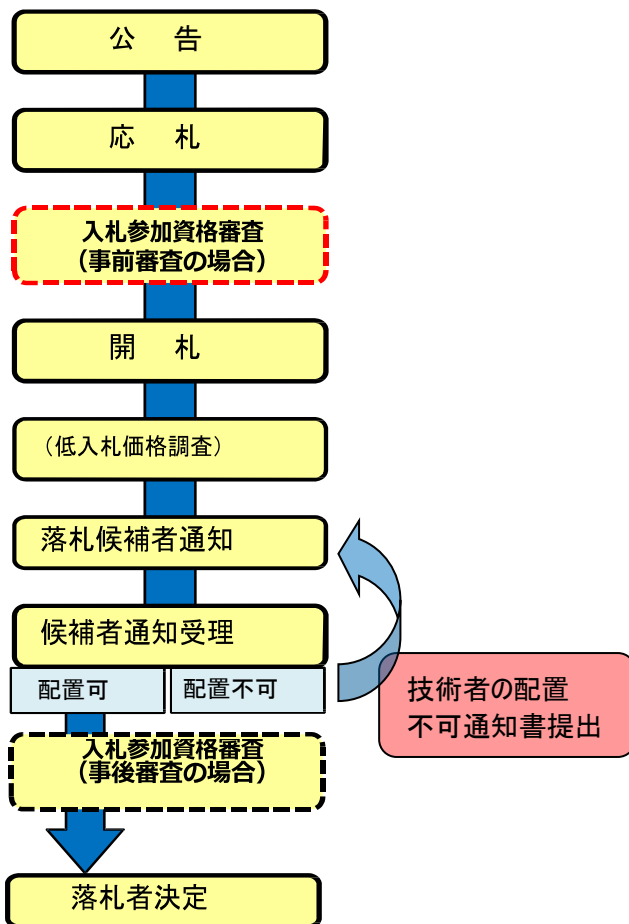 公　告
応　札
入札参加資格審査
（事前審査の場合）
開　札
（低入札価格調査）
落札候補者通知
候補者通知受理
配置可
配置不可
技術者の配置
不可通知書提出
入札参加資格審査
（事後審査の場合）
落札者決定